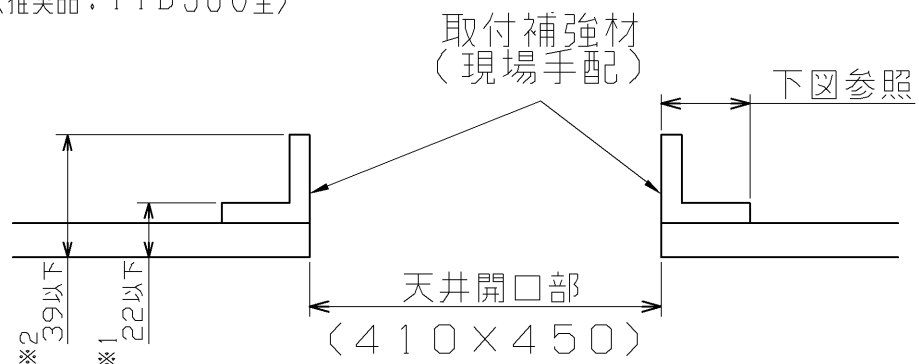 取付補強材
(現場手配)
下図参照
39以下
※2
22以下
※1
天井開口部
(410×450)